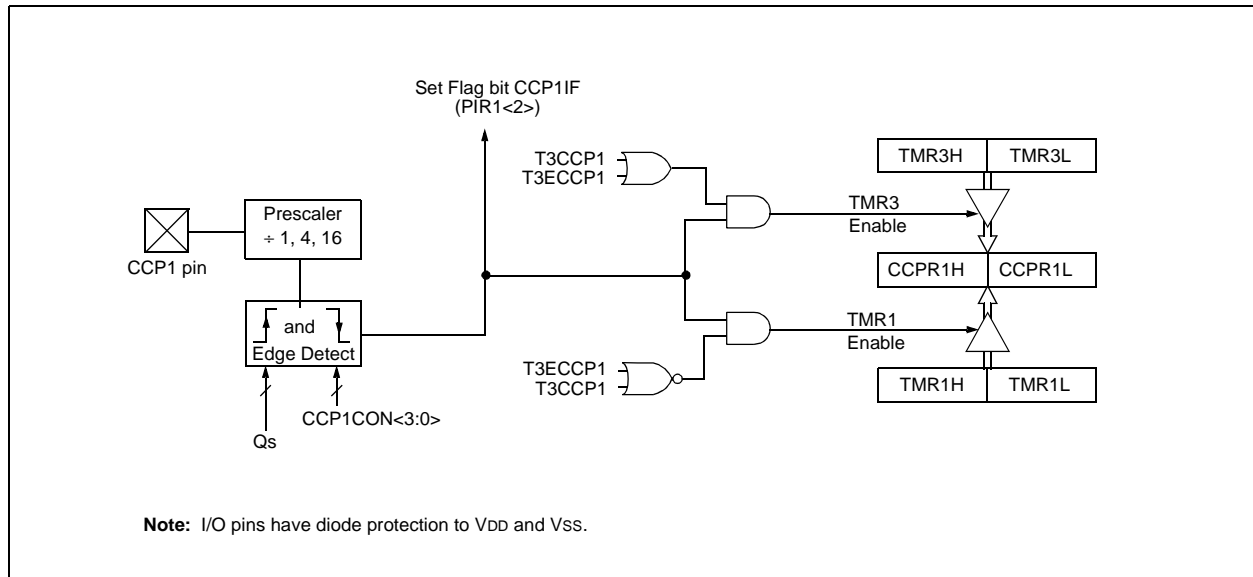 Set Flag bit CCP1IF
(PIR1<2>)
T3CCP1
T3ECCP1
TMR3H TMR3L
Prescaler
÷ 1, 4, 16
CCP1 pin
TMR3
Enable
CCPR1H CCPR1L
and
Edge Detect
TMR1
Enable
T3ECCP1
T3CCP1
TMR1H TMR1L
CCP1CON<3:0>
Qs
Note: I/O pins have diode protection to VDD and VSS.